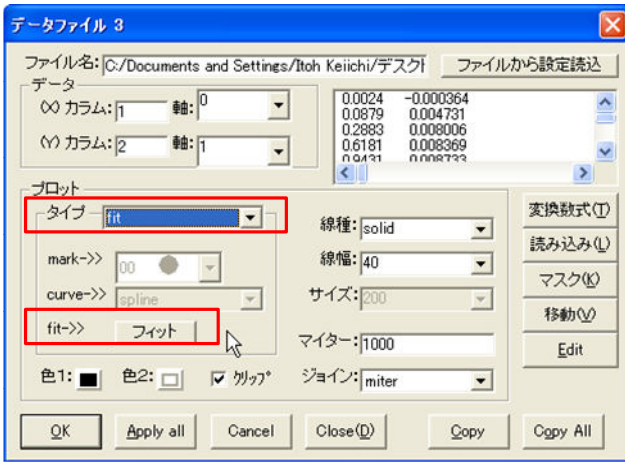 データファイル 3
ファイル名: C:/Documents and Settings/Itoh Keiichi/デスクト ファイルから設定読込
データ
(X) カラム: 1 軸: 0
(Y) カラム: 2 軸: 1
0.0024 -0.000364
0.0879 0.004731
0.2883 0.008006
0.6181 0.008369
0.9431 0.008733
プロット
タイプ fit
mark->> 00
curve->> spline
fit->> フィット
線種: solid
線幅: 40
サイズ: 200
マイター: 1000
ジョイン: miter
色1: 色2: クリップ
変換数式(T)
読み込み(L)
マスク(K)
移動(V)
Edit
OK Apply all Cancel Close(D) Copy Copy All